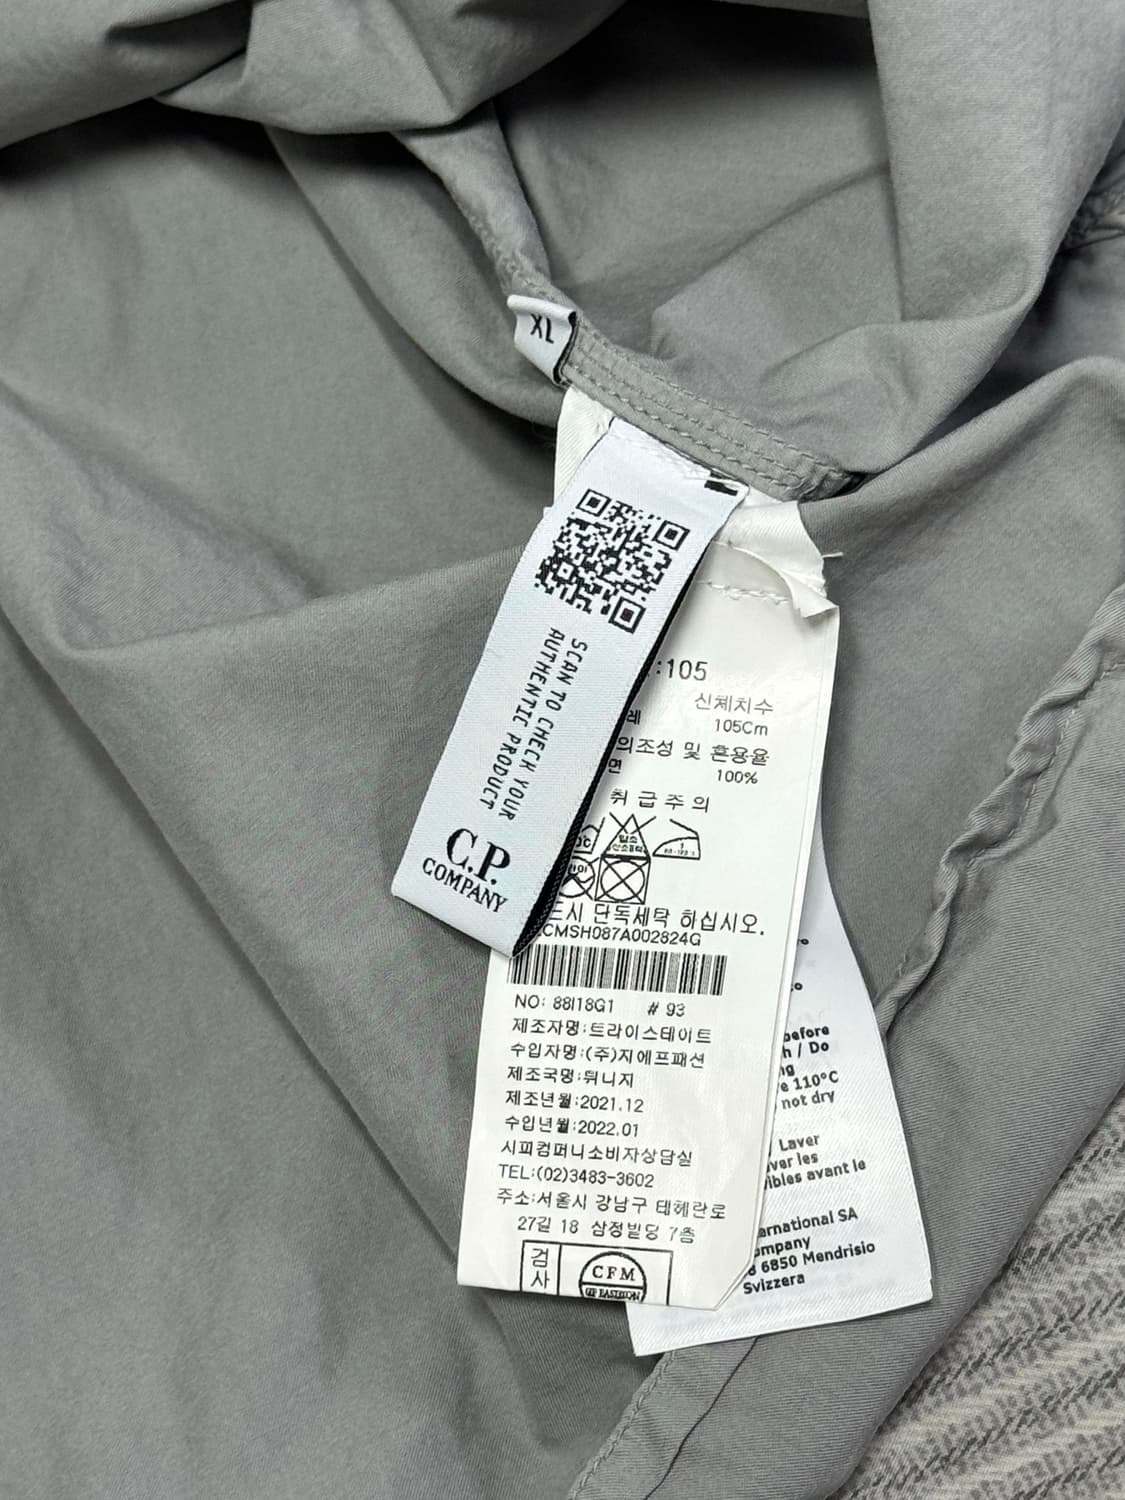 XL
SCAN TO CHECK YOUR
AUTHENTIC PRODUCT
C.P.
COMPANY
:105
신체치수
레
105Cm
의조성 및 혼용율
면
100%
취급주의
시 단독세탁 하십시오.
CMSH087A002824G
NO: 88I18G1 # 93
제조자명:트라이스테이트
수입자명:(주)지에프패션
제조국명:튀니지
제조년월:2021.12
수입년월:2022.01
시피컴퍼니소비자상담실
TEL:(02)3483-3602
주소:서울시 강남구 테헤란로
27길 18 삼정빌딩 7층
검사
CFM
before
h / Do
ng
e 110°C
not dry
Laver
ver les
ibles avant le
ernational SA
ompany
6850 Mendrisio
Svizzera